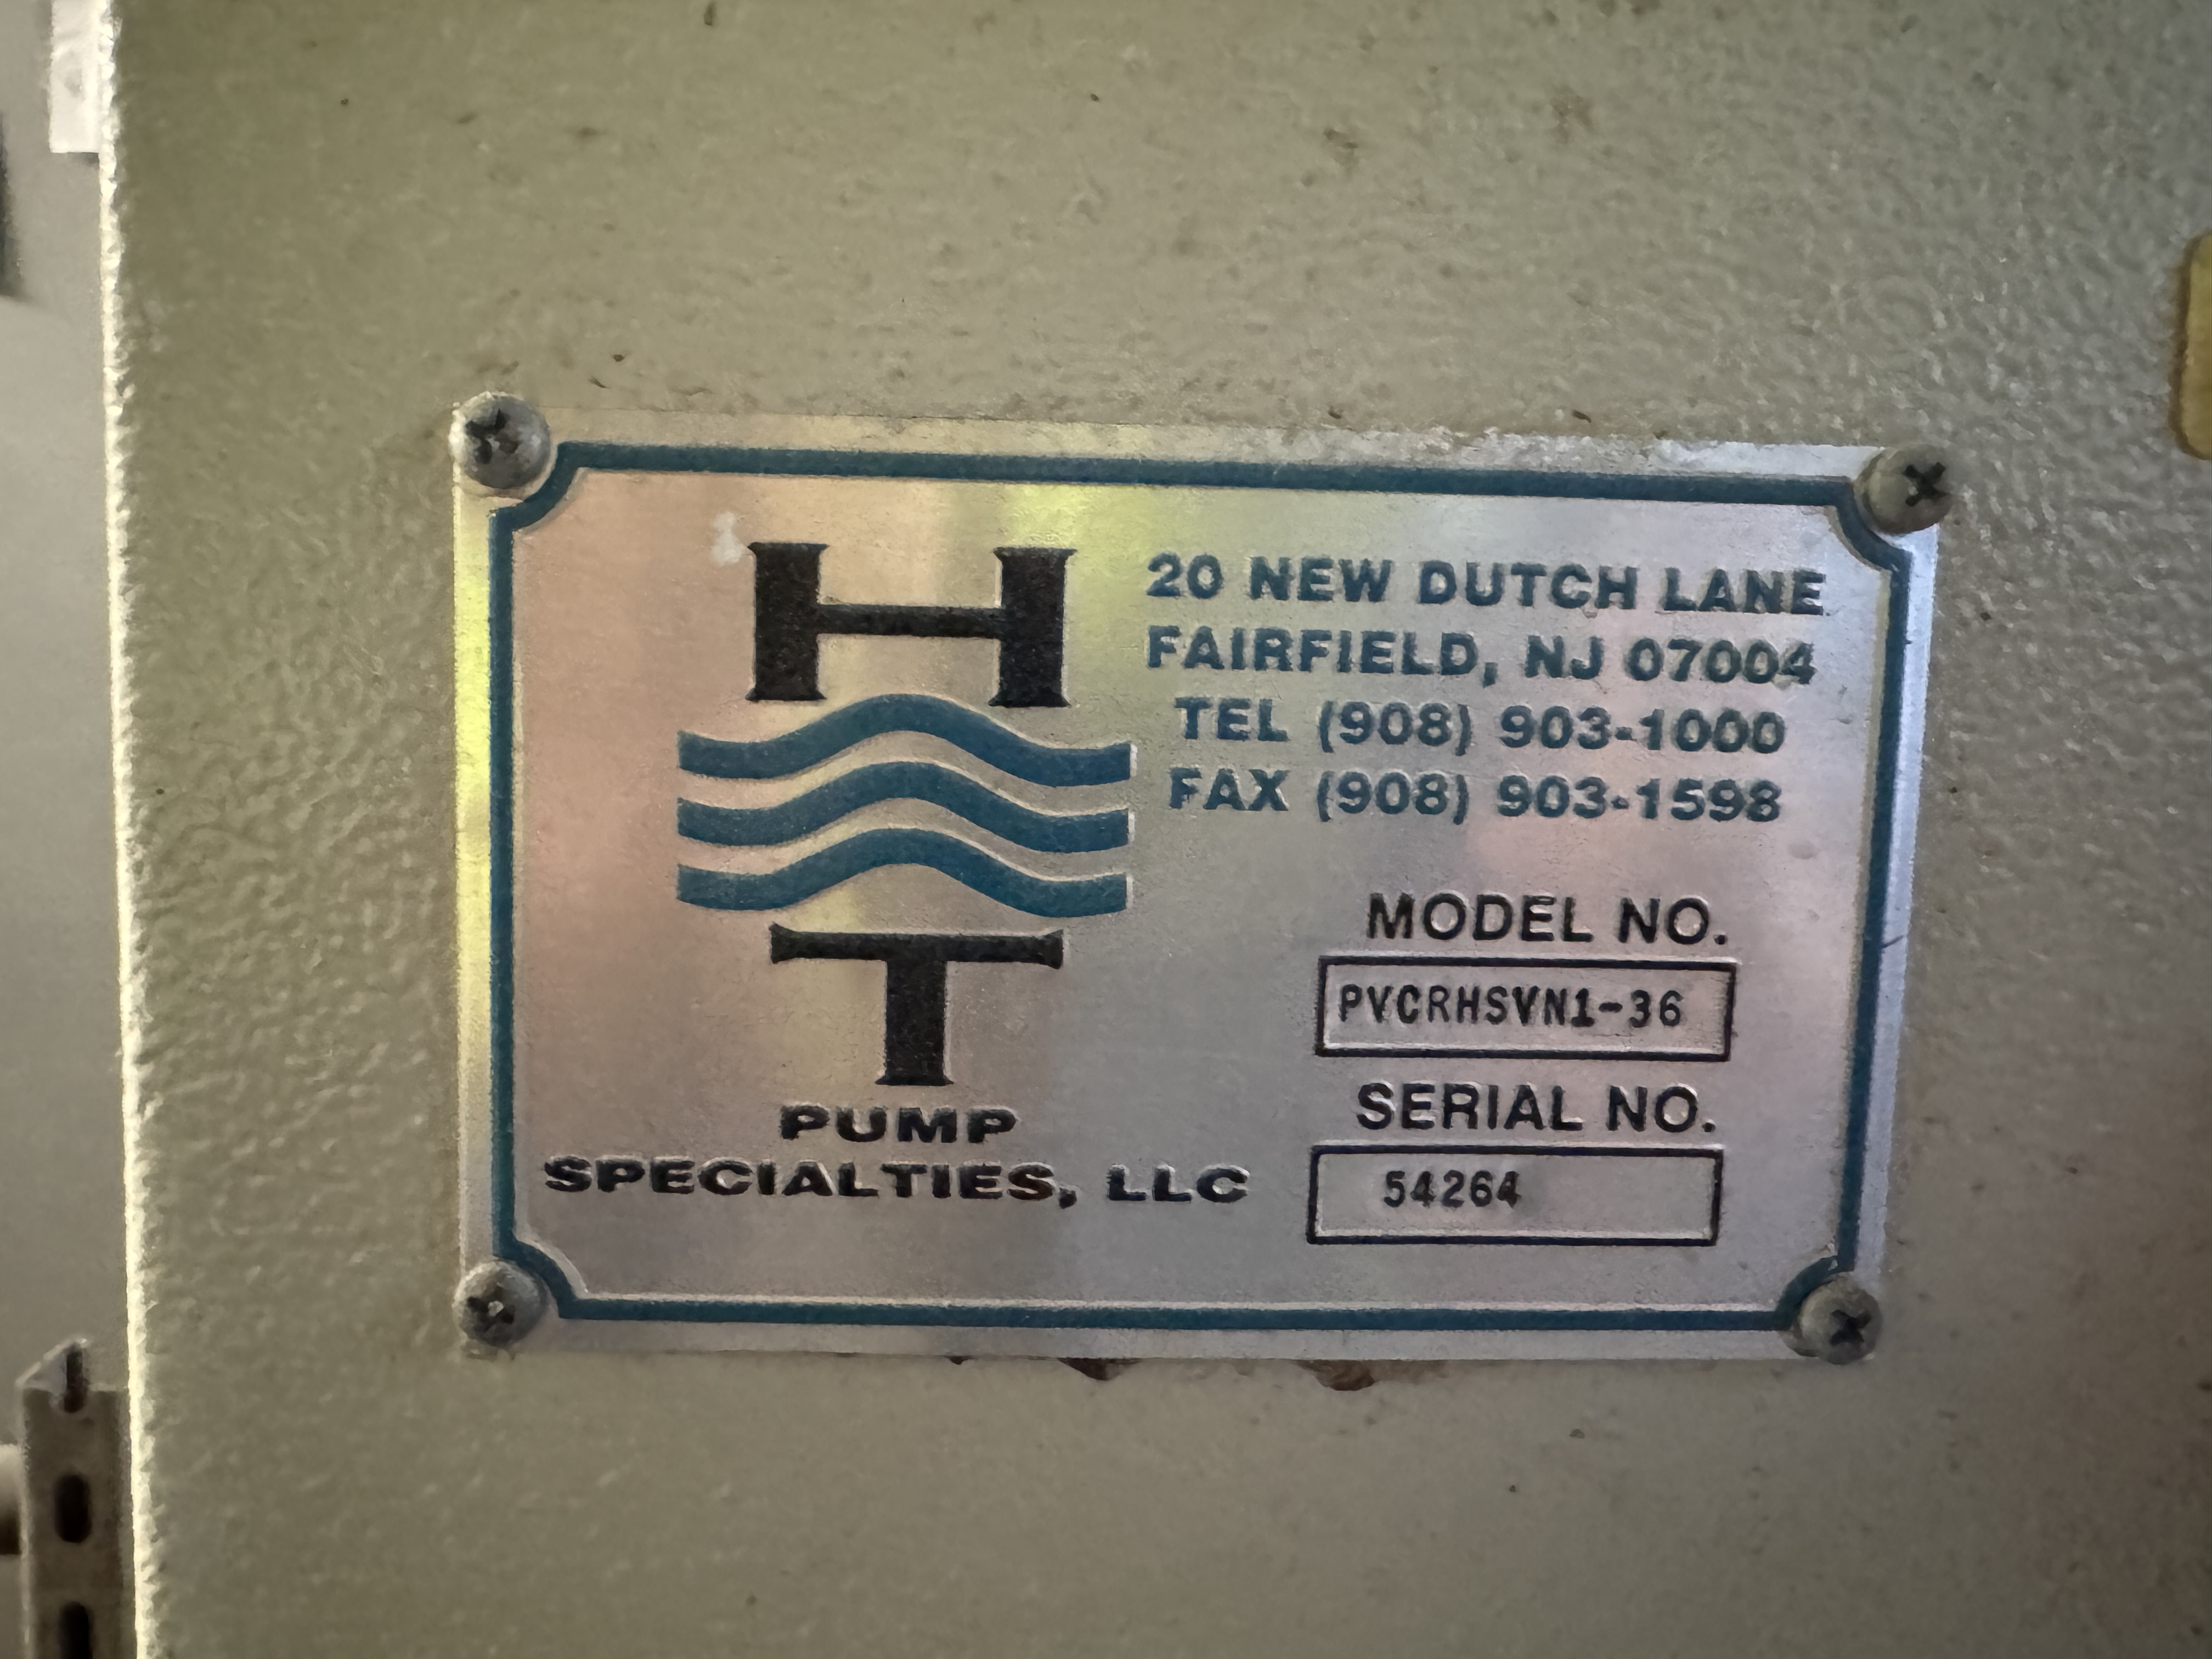 H
T
PUMP
SPECIALTIES, LLC
20 NEW DUTCH LANE
FAIRFIELD, NJ 07004
TEL (908) 903-1000
FAX (908) 903-1598
MODEL NO.
PVCRHSVN1-36
SERIAL NO.
54264